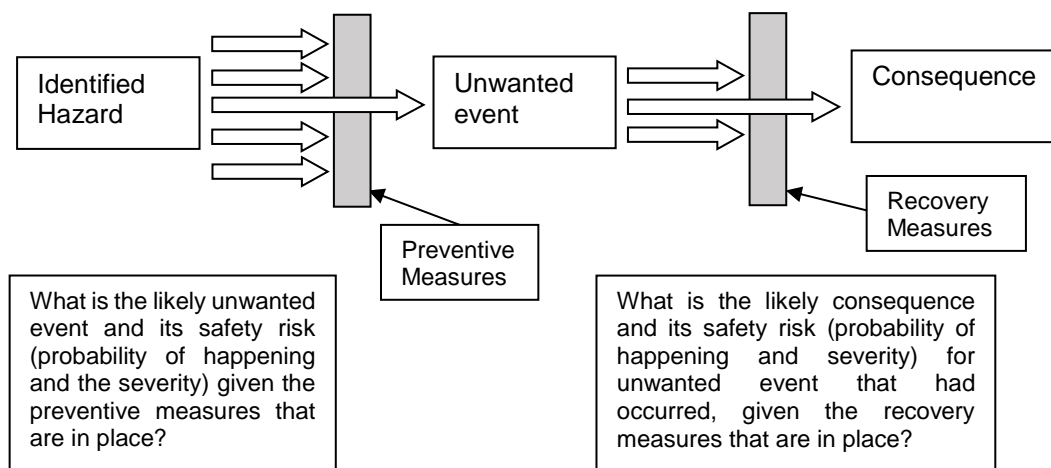 Identified
Hazard
Unwanted
event
Consequence
Preventive
Measures
Recovery
Measures
What is the likely unwanted
event and its safety risk
(probability of happening
and the severity) given the
preventive measures that
are in place?
What is the likely consequence
and its safety risk (probability of
happening and severity) for
unwanted event that had
occurred, given the recovery
measures that are in place?